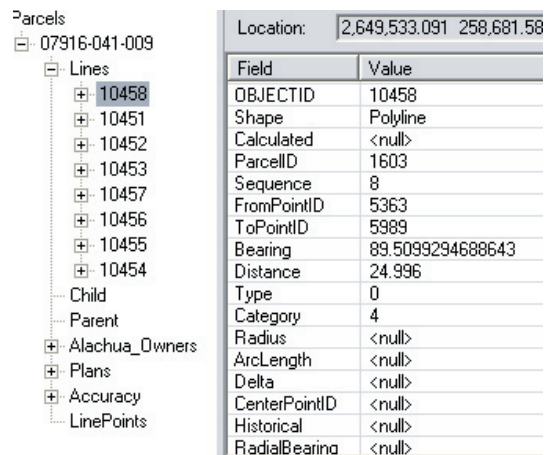 Parcels
07916-041-009
Lines
10458
10451
10452
10453
10457
10456
10455
10454
Child
Parent
Alachua_Owners
Plans
Accuracy
LinePoints
Location: 2,649,533.091 258,681.58
Field Value
OBJECTID 10458
Shape Polyline
Calculated <null>
ParcelID 1603
Sequence 8
FromPointID 5363
ToPointID 5989
Bearing 89.5099294688643
Distance 24.996
Type 0
Category 4
Radius <null>
ArcLength <null>
Delta <null>
CenterPointID <null>
Historical <null>
RadialBearing <null>